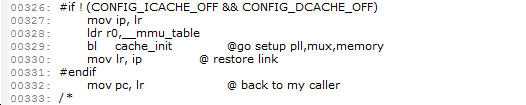 00326: #if ! (CONFIG_ICACHE_OFF && CONFIG_DCACHE_OFF)
00327: mov ip, lr
00328: ldr r0,__mmu_table
00329: bl cache_init @go setup pll,mux,memory
00330: mov lr, ip @ restore link
00331: #endif
00332: mov pc, lr @ back to my caller
00333: / *